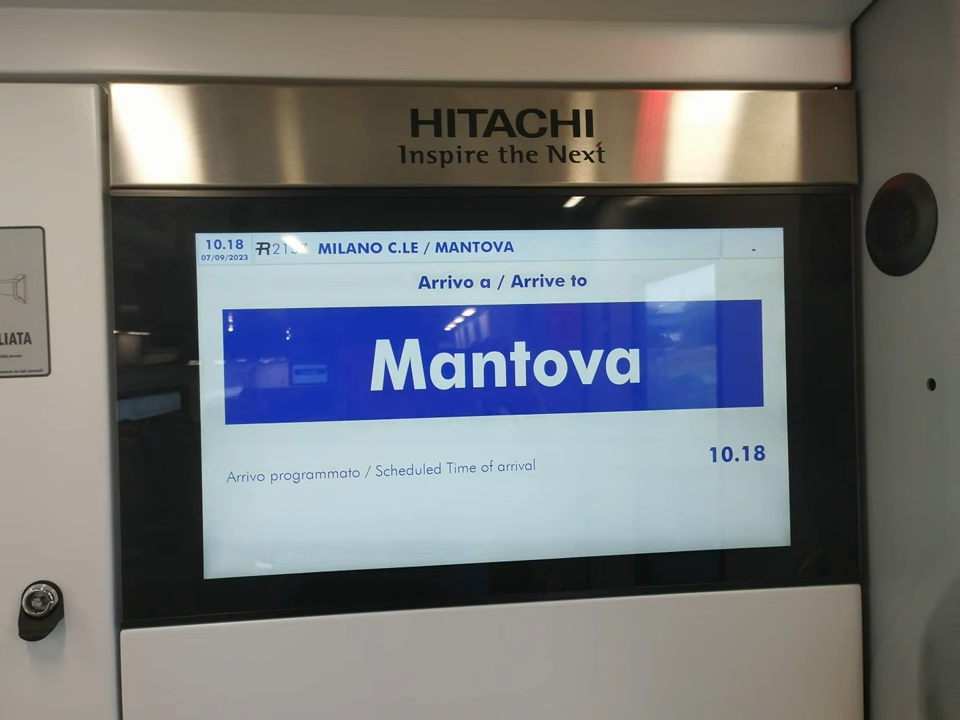 HITACHI
Inspire the Next
10.18
07/09/2023
MILANO C.LE / MANTOVA
-
Arrivo a / Arrive to
Mantova
Arrivo programmato / Scheduled Time of arrival
10.18